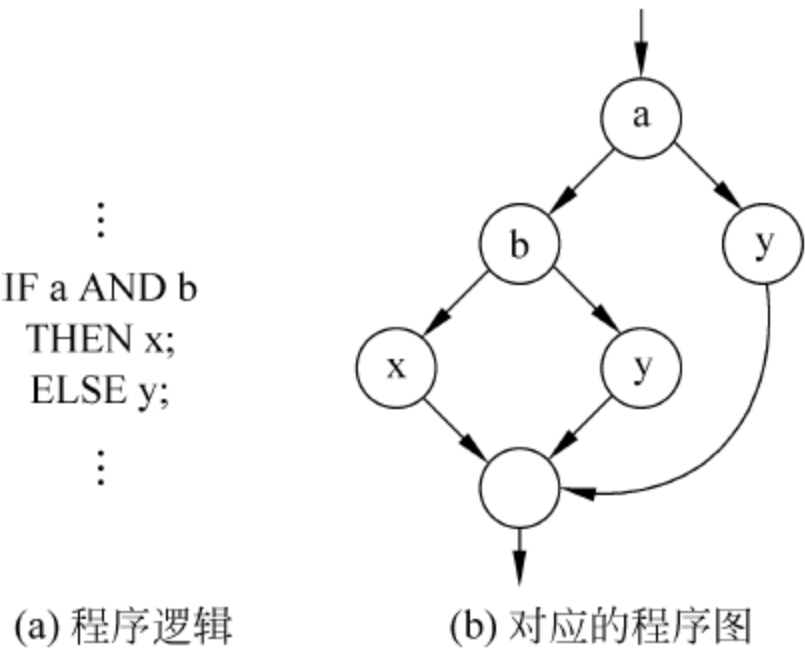 ⋮
IF a AND b
THEN x;
ELSE y;
⋮
(a) 程序逻辑
a
b
y
x
y
(b) 对应的程序图